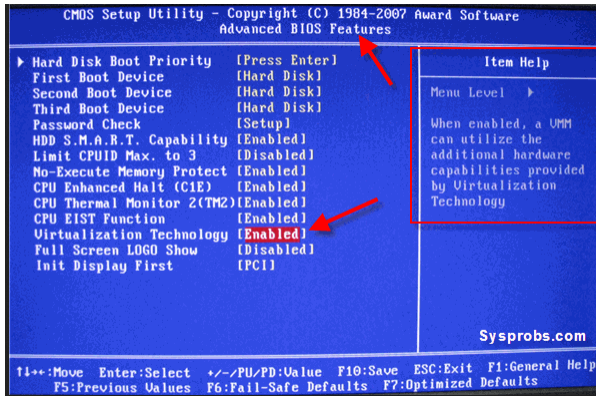 CMOS Setup Utility - Copyright (C) 1984-2007 Award Software
Advanced BIOS Features
Hard Disk Boot Priority [Press Enter]
First Boot Device [Hard Disk]
Second Boot Device [Hard Disk]
Third Boot Device [Hard Disk]
Password Check [Setup]
HDD S.M.A.R.T. Capability [Enabled]
Limit CPUID Max. to 3 [Disabled]
No-Execute Memory Protect [Enabled]
CPU Enhanced Halt (C1E) [Enabled]
CPU Thermal Monitor 2(TM2) [Enabled]
CPU EIST Function [Enabled]
Virtualization Technology [Enabled]
Full Screen LOGO Show [Disabled]
Init Display First [PCI]
Item Help
Menu Level
When enabled, a VMM
can utilize the
additional hardware
capabilities provided
by Virtualization
Technology
Sysprobs.com
↑↓→←:Move Enter:Select +/-/PU/PD:Value F10:Save ESC:Exit F1:General Help
F5:Previous Values F6:Fail-Safe Defaults F7:Optimized Defaults